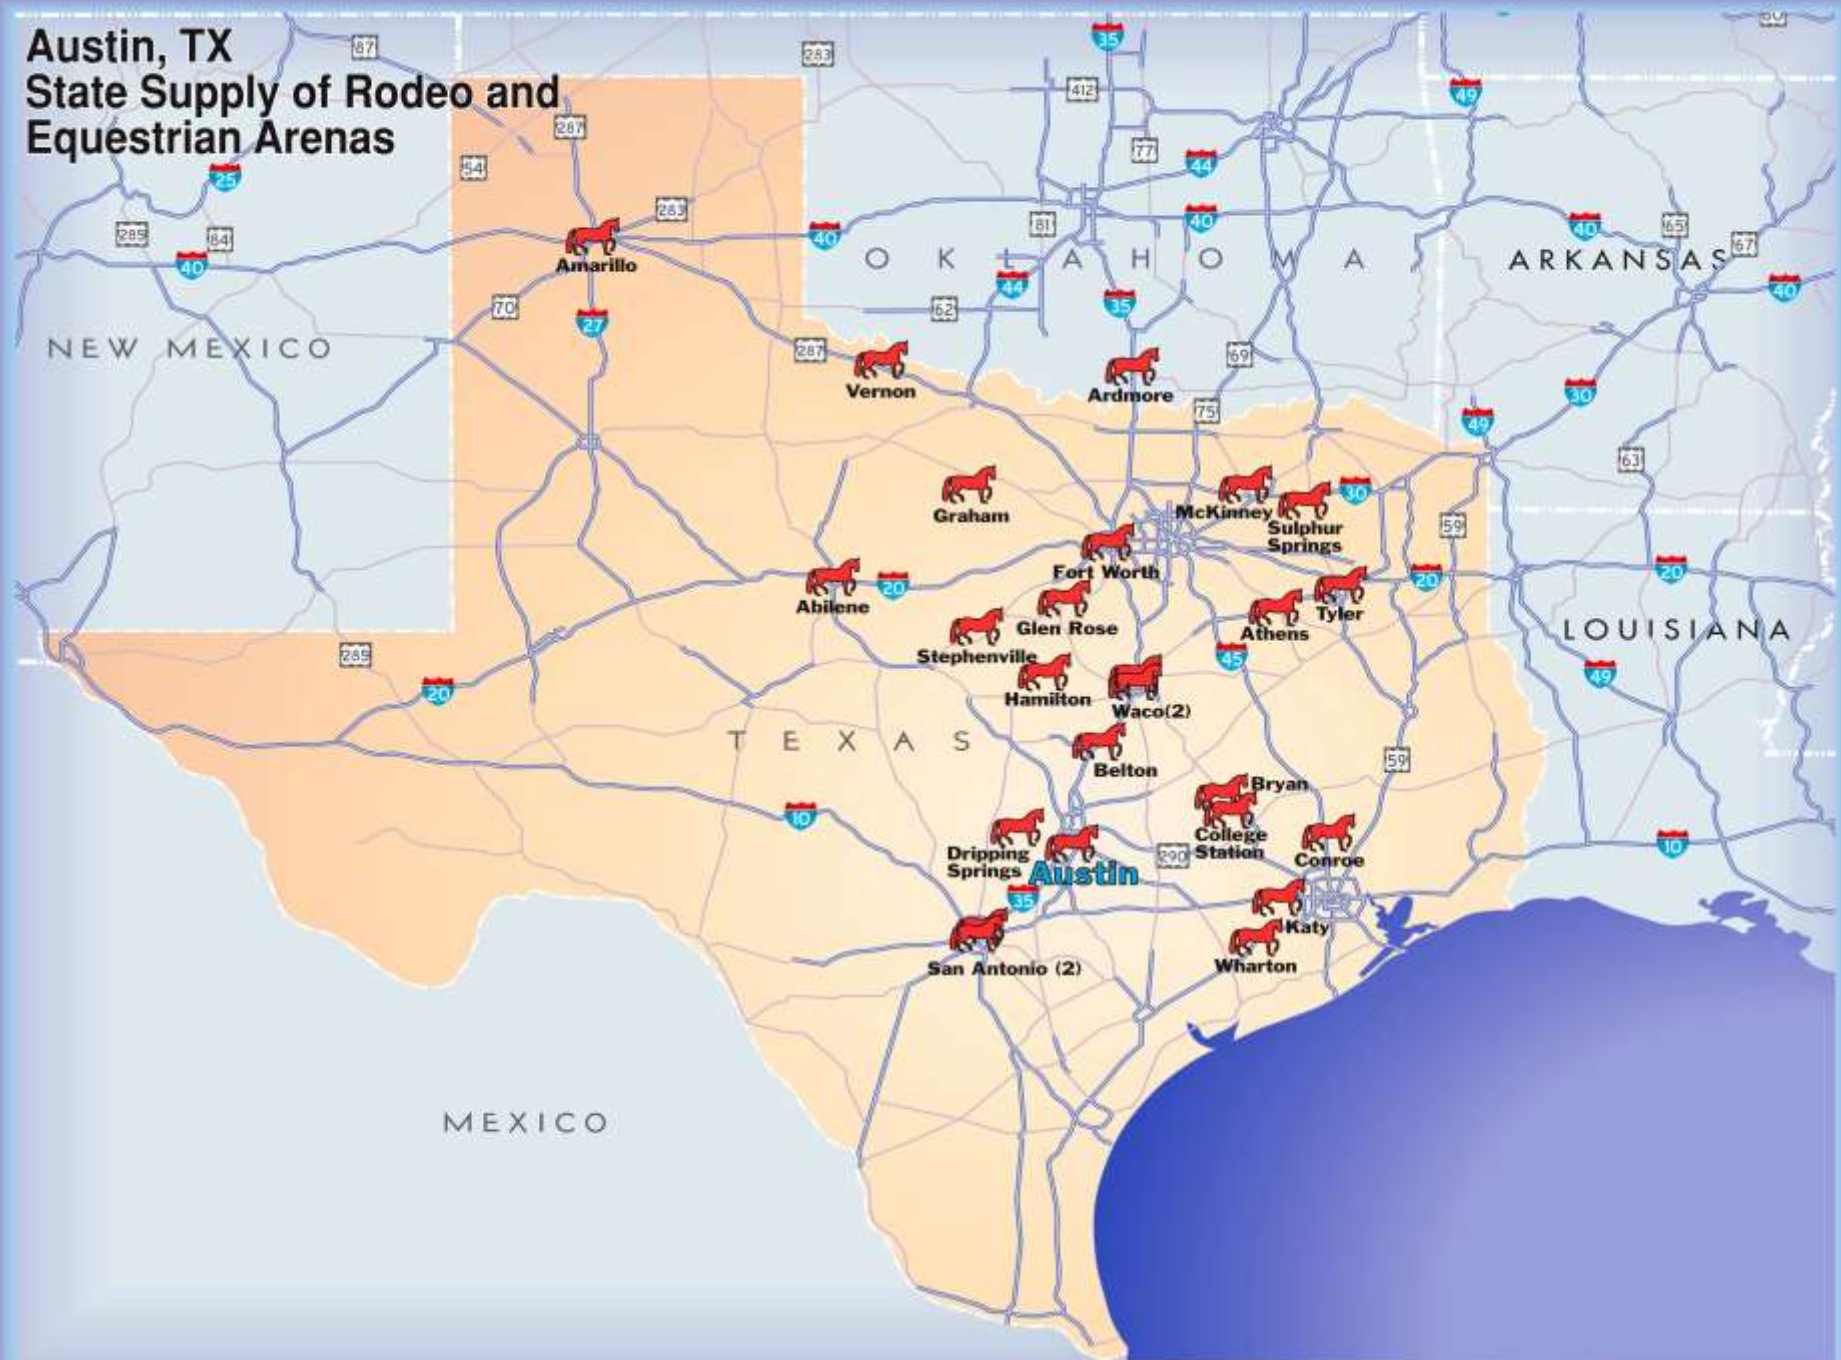 Austin, TX
State Supply of Rodeo and
Equestrian Arenas
35
60
87
283
49
412
287
77
54
44
25
283
40
65
285
84
81
40
40
67
40
O K L A H O M A
ARKANSAS
Amarillo
44
40
62
35
70
27
NEW MEXICO
287
69
Vernon
Ardmore
30
75
49
63
30
Graham
McKinney
59
Sulphur
Springs
Fort Worth
20
20
20
Abilene
Tyler
Glen Rose
Athens
LOUISIANA
285
Stephenville
45
49
20
Hamilton
Waco(2)
T E X A S
59
Belton
Bryan
10
College
Station
10
Dripping
Springs
290
Conroe
Austin
35
Katy
San Antonio (2)
Wharton
MEXICO